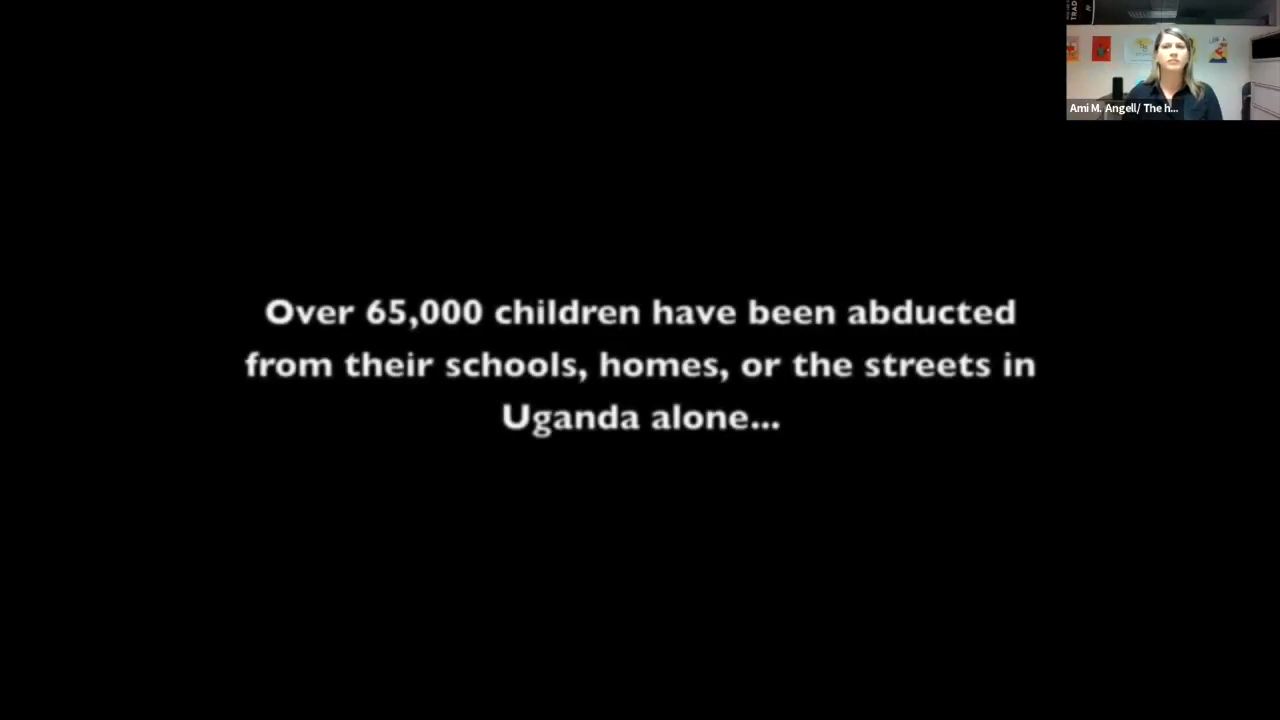 TRAD
Ami M. Angell/ The h...
Over 65,000 children have been abducted
from their schools, homes, or the streets in
Uganda alone...